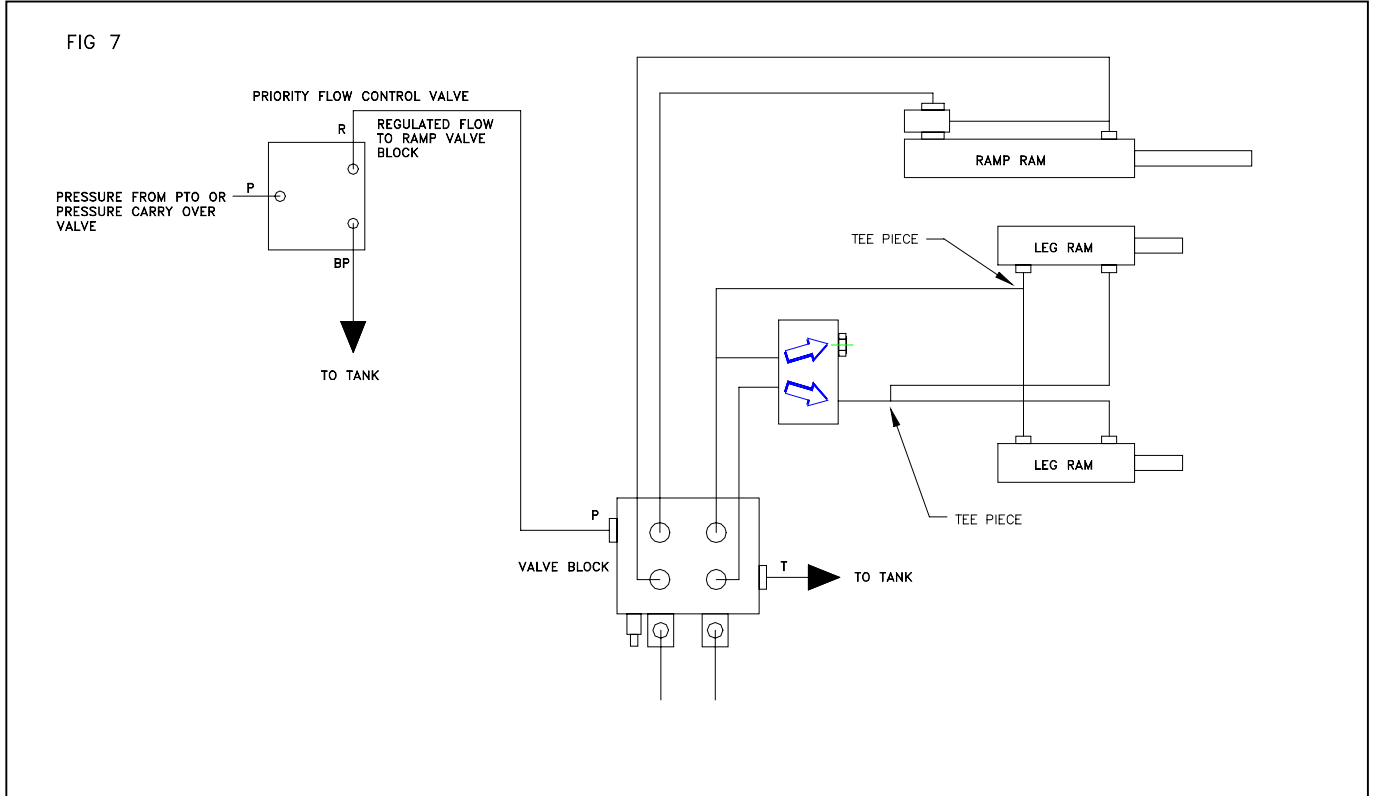 FIG 7
PRIORITY FLOW CONTROL VALVE
R
REGULATED FLOW
TO RAMP VALVE
BLOCK
P
PRESSURE FROM PTO OR
PRESSURE CARRY OVER
VALVE
BP
TO TANK
RAMP RAM
TEE PIECE
LEG RAM
LEG RAM
TEE PIECE
P
VALVE BLOCK
T
TO TANK